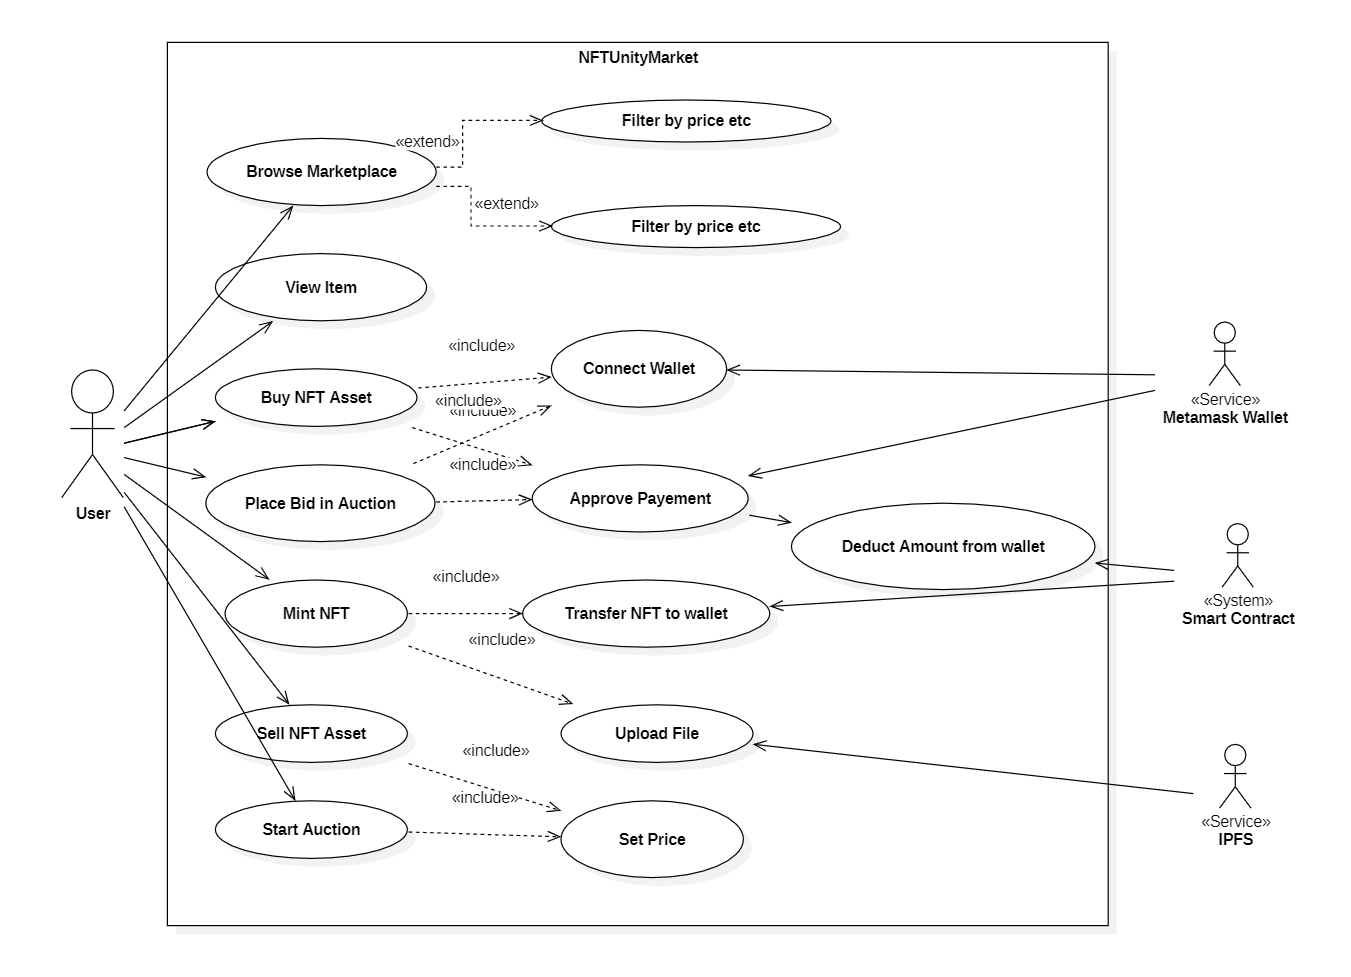 NFTUnityMarket
Filter by price etc
«extend»
Browse Marketplace
«extend»
Filter by price etc
View Item
«include»
Connect Wallet
Buy NFT Asset
«include»
«include»
«Service»
Metamask Wallet
«include»
Place Bid in Auction
Approve Payement
User
Deduct Amount from wallet
«include»
«System»
Smart Contract
Mint NFT
Transfer NFT to wallet
«include»
Sell NFT Asset
Upload File
«include»
«include»
Start Auction
Set Price
«Service»
IPFS